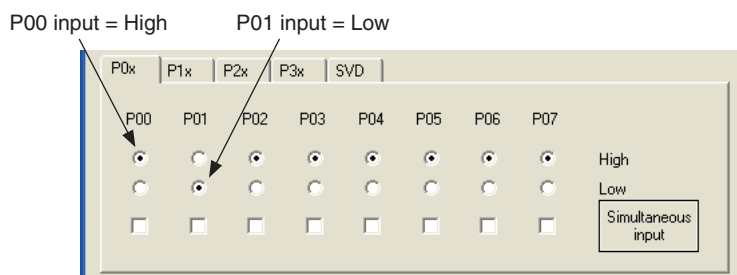 P00 input = High P01 input = Low
P0x P1x P2x P3x SVD
P00 P01 P02 P03 P04 P05 P06 P07
High
Low
Simultaneous
input